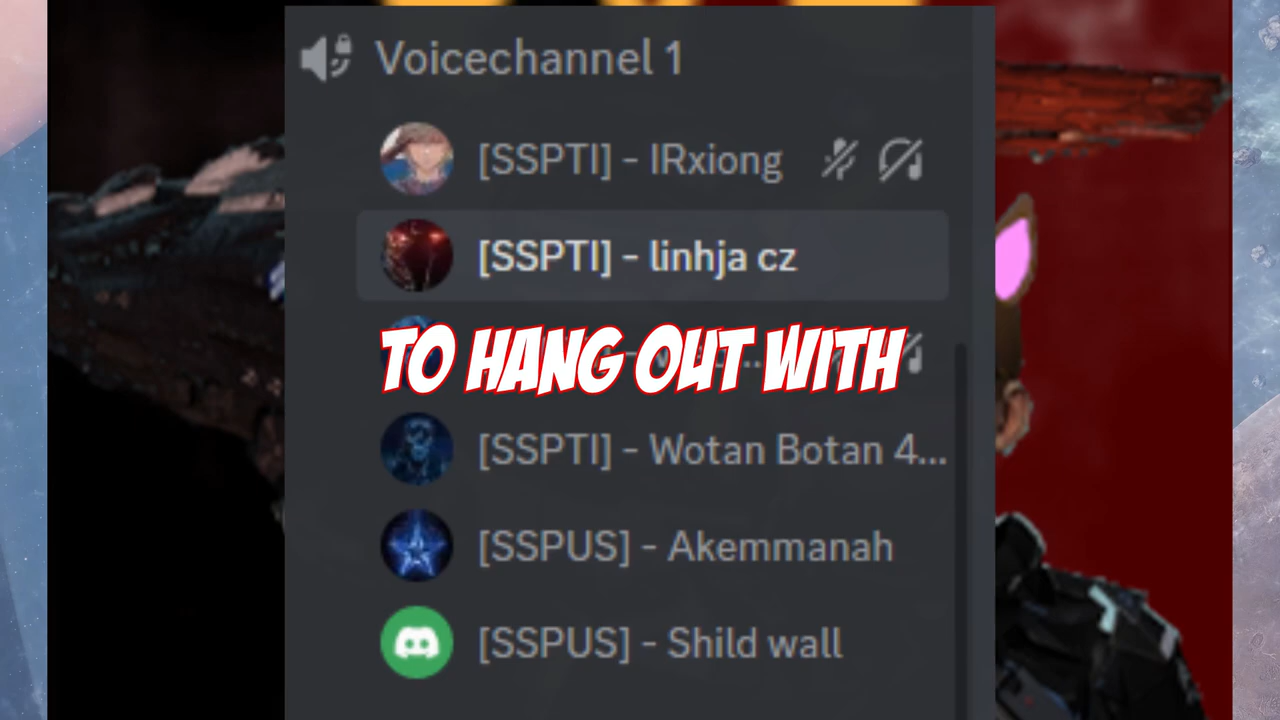 Voicechannel 1
[SSPTI] - IRxiong
[SSPTI] - linhja cz
TO HANG OUT WITH
[SSPTI] - Wotan Botan 4...
[SSPUS] - Akemmanah
[SSPUS] - Shild wall